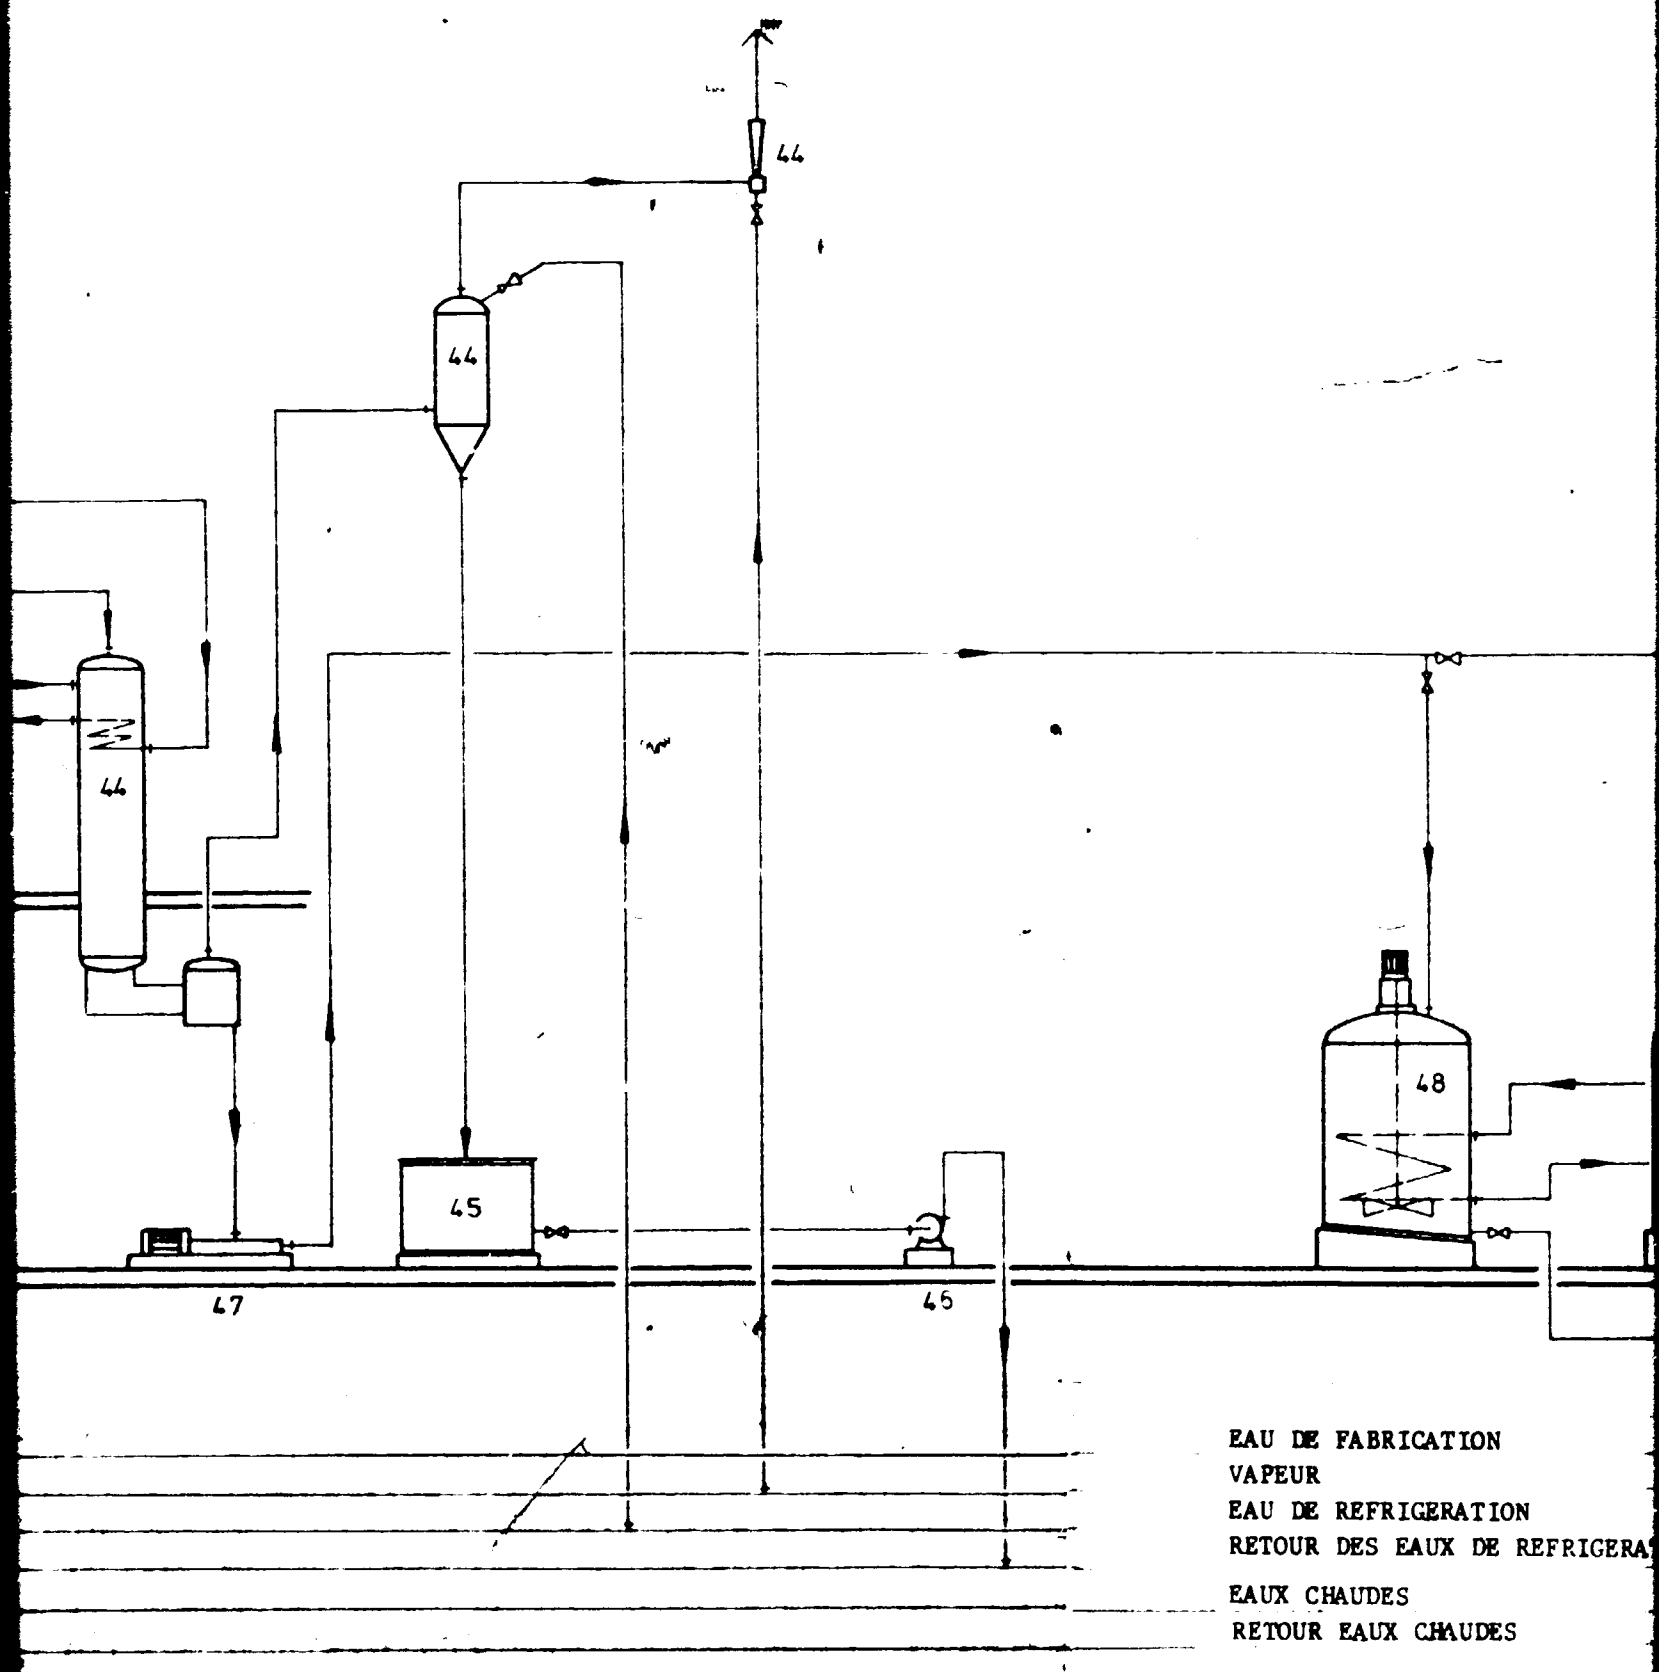 44
44
44
48
45
47
46
EAU DE FABRICATION
VAPEUR
EAU DE REFRIGERATION
RETOUR DES EAUX DE REFRIGERA
EAUX CHAUDES
RETOUR EAUX CHAUDES